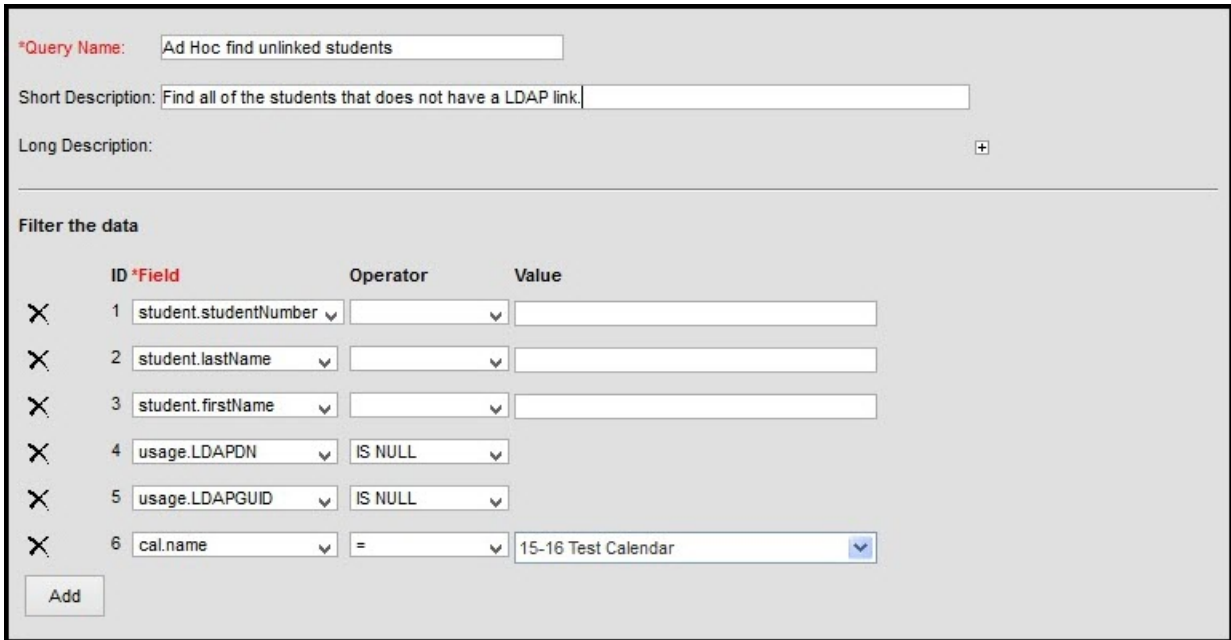 *Query Name: Ad Hoc find unlinked students
Short Description: Find all of the students that does not have a LDAP link.
Long Description:
Filter the data
ID *Field Operator Value
1 student.studentNumber
2 student.lastName
3 student.firstName
4 usage.LDAPDN IS NULL
5 usage.LDAPGUID IS NULL
6 cal.name = 15-16 Test Calendar
Add